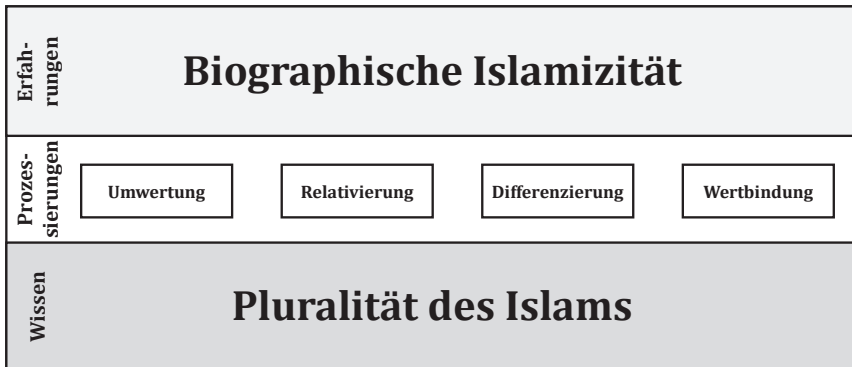 Erfah-
rungen
Biographische Islamizität
Prozes-
sierungen
Umwertung
Relativierung
Differenzierung
Wertbindung
Wissen
Pluralität des Islams